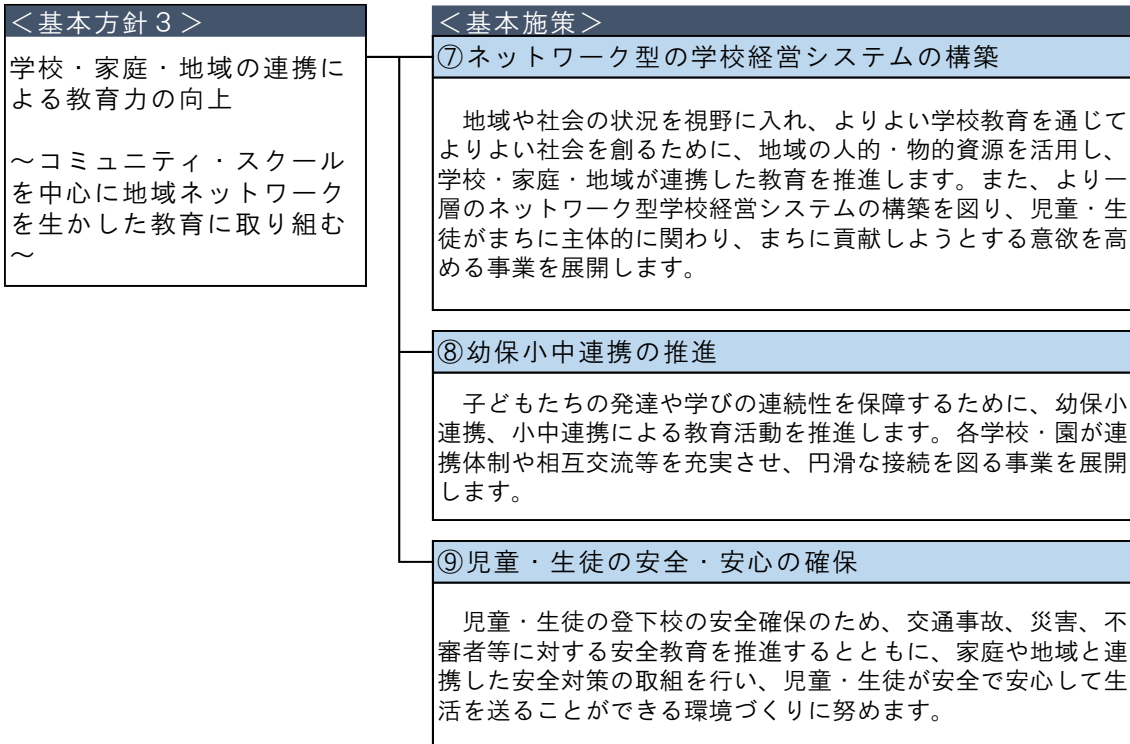 ＜基本方針３＞
学校・家庭・地域の連携に
よる教育力の向上
～コミュニティ・スクール
を中心に地域ネットワーク
を生かした教育に取り組む
～
＜基本施策＞
⑦ネットワーク型の学校経営システムの構築
　地域や社会の状況を視野に入れ、よりよい学校教育を通じて
よりよい社会を創るために、地域の人的・物的資源を活用し、
学校・家庭・地域が連携した教育を推進します。また、より一
層のネットワーク型学校経営システムの構築を図り、児童・生
徒がまちに主体的に関わり、まちに貢献しようとする意欲を高
める事業を展開します。
⑧幼保小中連携の推進
　子どもたちの発達や学びの連続性を保障するために、幼保小
連携、小中連携による教育活動を推進します。各学校・園が連
携体制や相互交流等を充実させ、円滑な接続を図る事業を展開
します。
⑨児童・生徒の安全・安心の確保
　児童・生徒の登下校の安全確保のため、交通事故、災害、不
審者等に対する安全教育を推進するとともに、家庭や地域と連
携した安全対策の取組を行い、児童・生徒が安全で安心して生
活を送ることができる環境づくりに努めます。